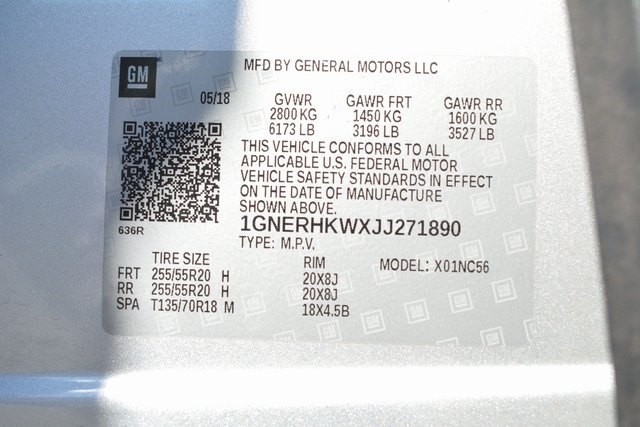 GM
MFD BY GENERAL MOTORS LLC
05/18
GVWR GAWR FRT GAWR RR
2800 KG 1450 KG 1600 KG
6173 LB 3196 LB 3527 LB
THIS VEHICLE CONFORMS TO ALL
APPLICABLE U.S. FEDERAL MOTOR
VEHICLE SAFETY STANDARDS IN EFFECT
ON THE DATE OF MANUFACTURE
SHOWN ABOVE.
636R
1GNERHKWXJJ271890
TYPE: M.P.V.
TIRE SIZE RIM MODEL: X01NC56
FRT 255/55R20 H 20X8J
RR 255/55R20 H 20X8J
SPA T135/70R18 M 18X4.5B